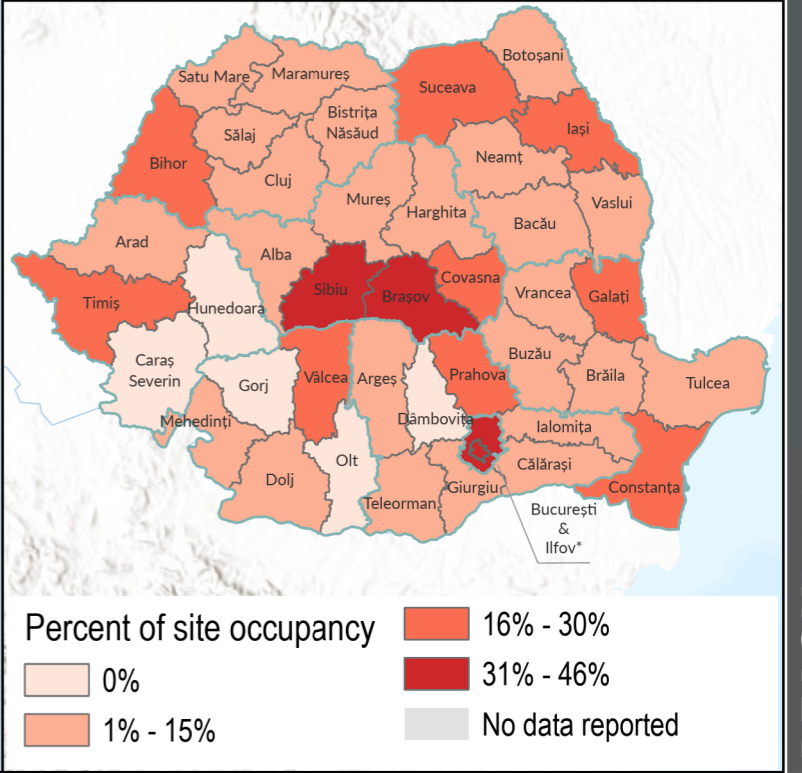 Botoșani
Satu Mare
Maramureș
Suceava
Bistrița
Năsăud
Sălaj
Iași
Bihor
Neamț
Cluj
Mureș
Harghita
Vaslui
Bacău
Arad
Alba
Covasna
Sibiu
Brașov
Vrancea
Galați
Timiș
Hunedoara
Caraș
Severin
Gorj
Vâlcea
Argeș
Prahova
Buzău
Brăila
Tulcea
Mehedinți
Dâmbovița
Ialomița
Olt
Călărași
Dolj
Giurgiu
Constanța
Teleorman
București
&
Ilfov*
Percent of site occupancy
0%
1% - 15%
16% - 30%
31% - 46%
No data reported